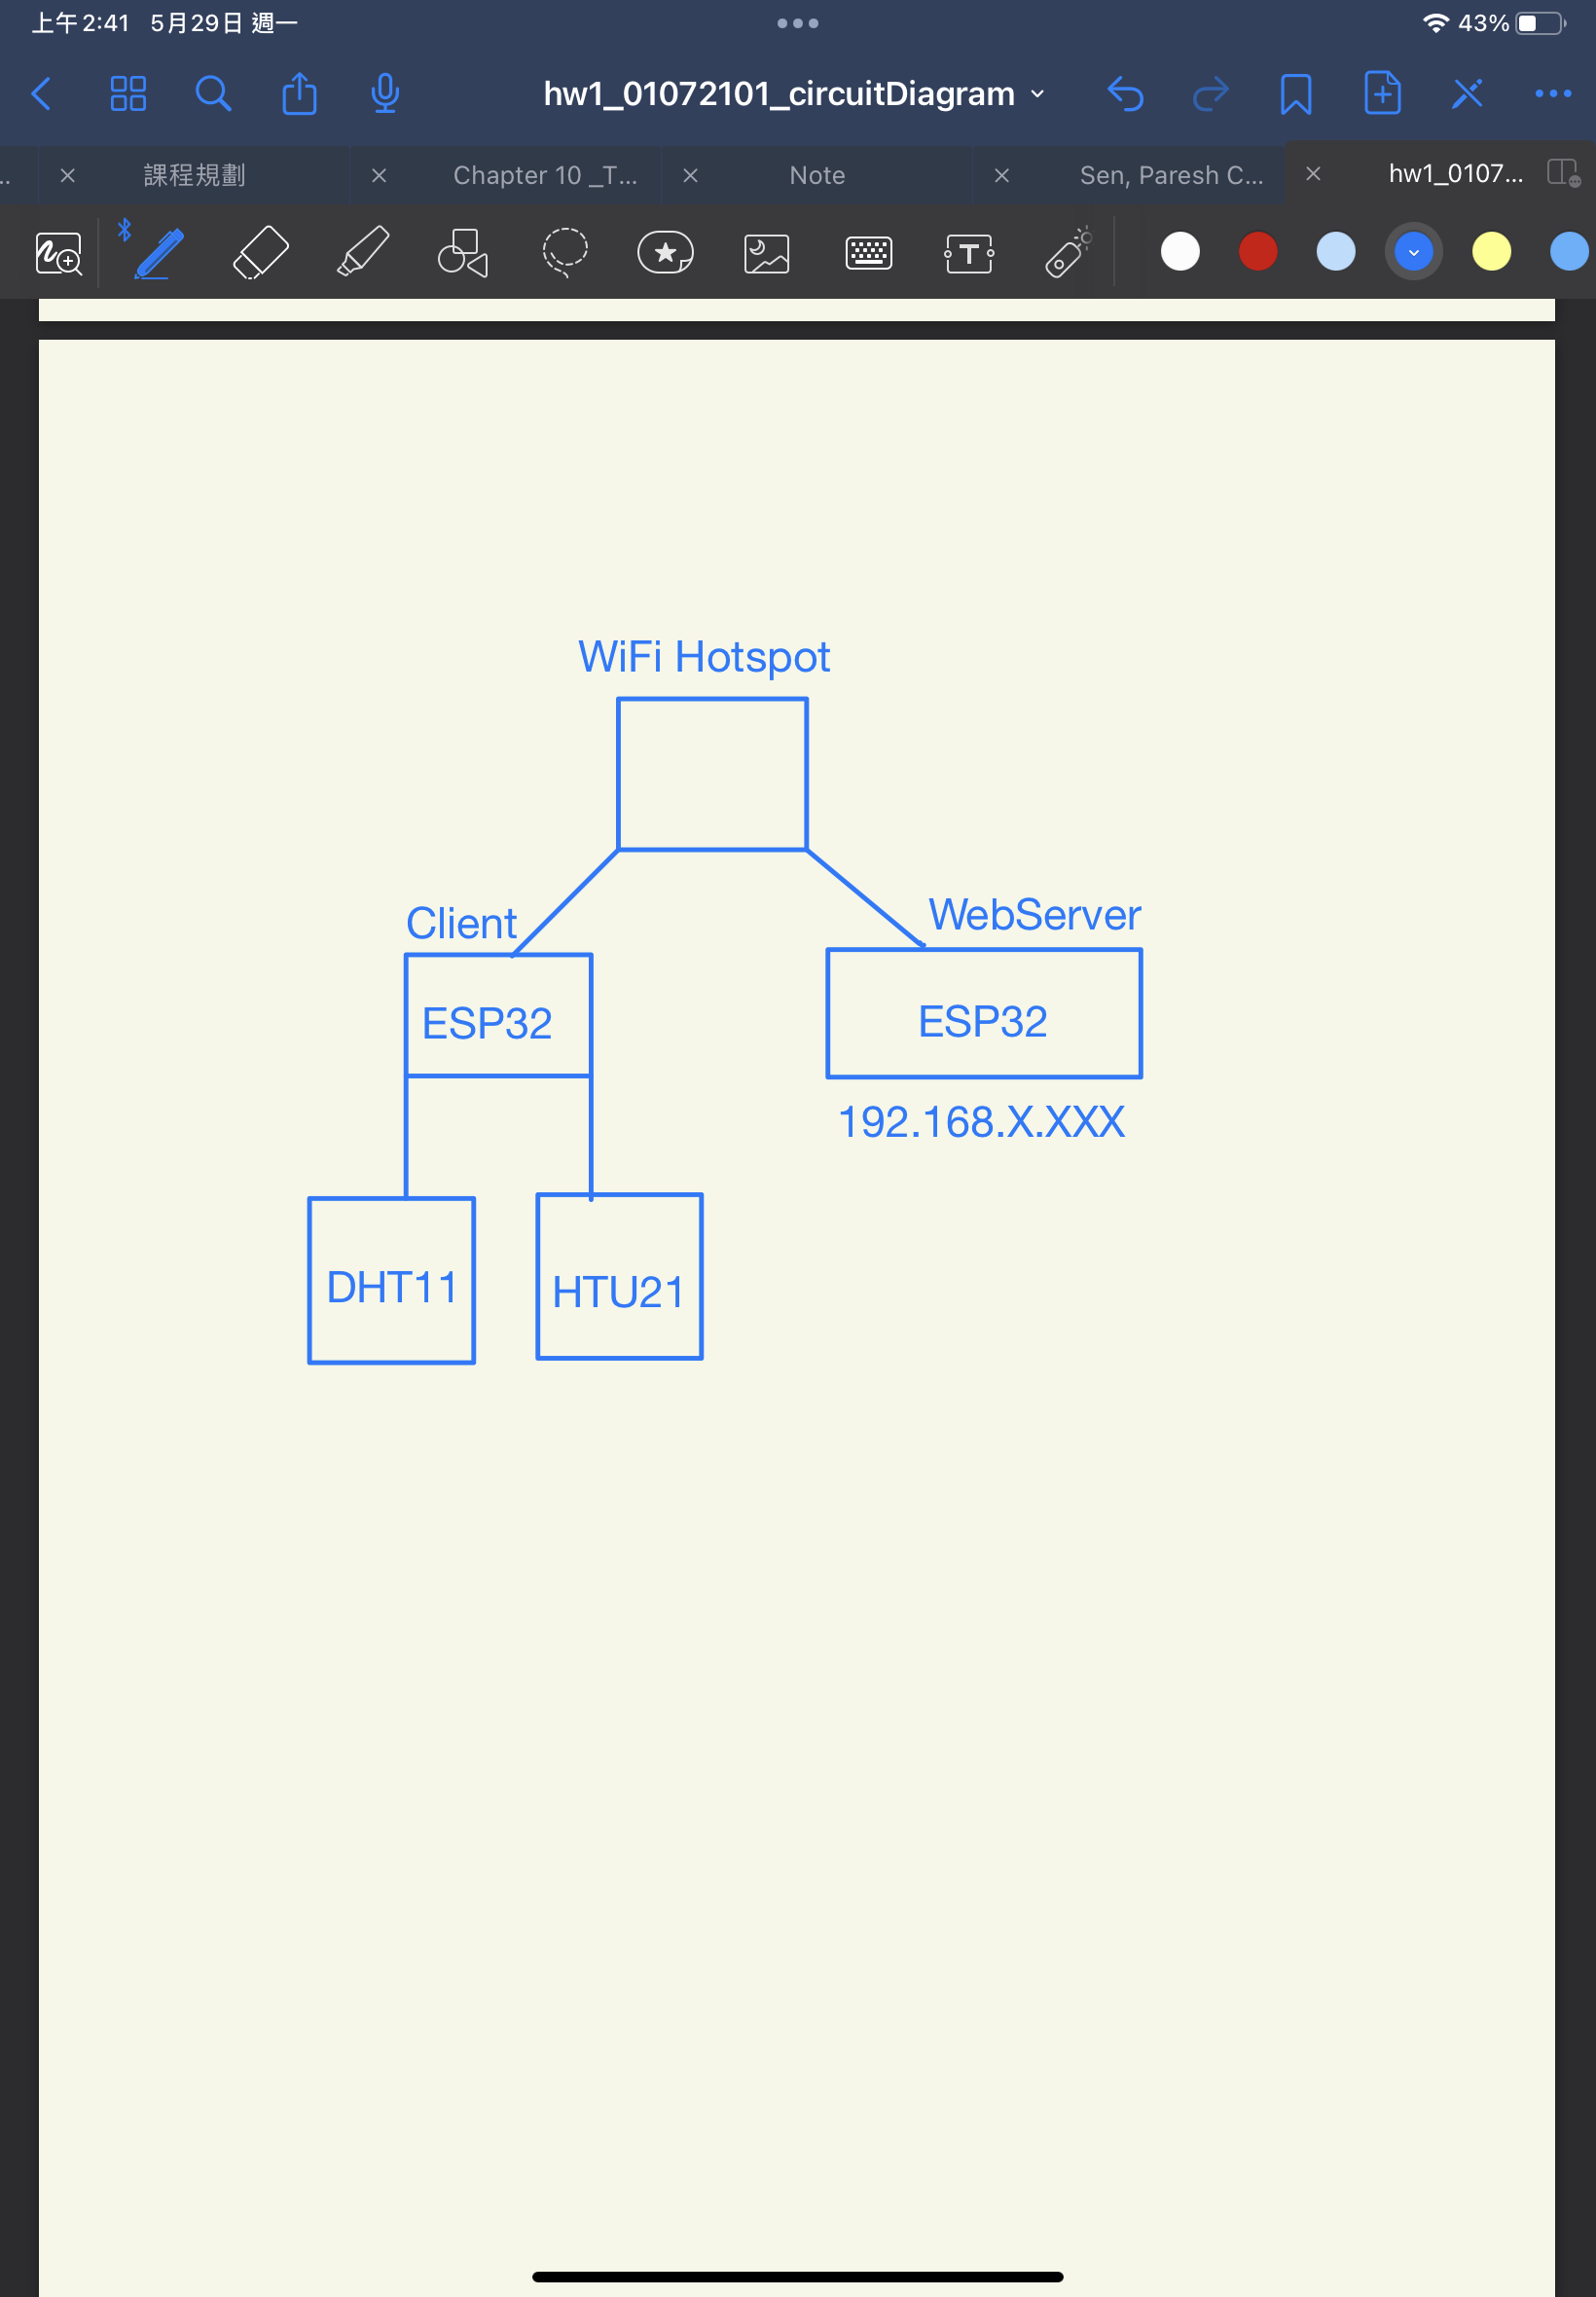 上午 2:41 5月29日 週一
43%
hw1_01072101_circuitDiagram
課程規劃
Chapter 10 _T...
Note
Sen, Paresh C...
hw1_0107...
T
WiFi Hotspot
Client
WebServer
ESP32
ESP32
192.168.X.XXX
DHT11
HTU21